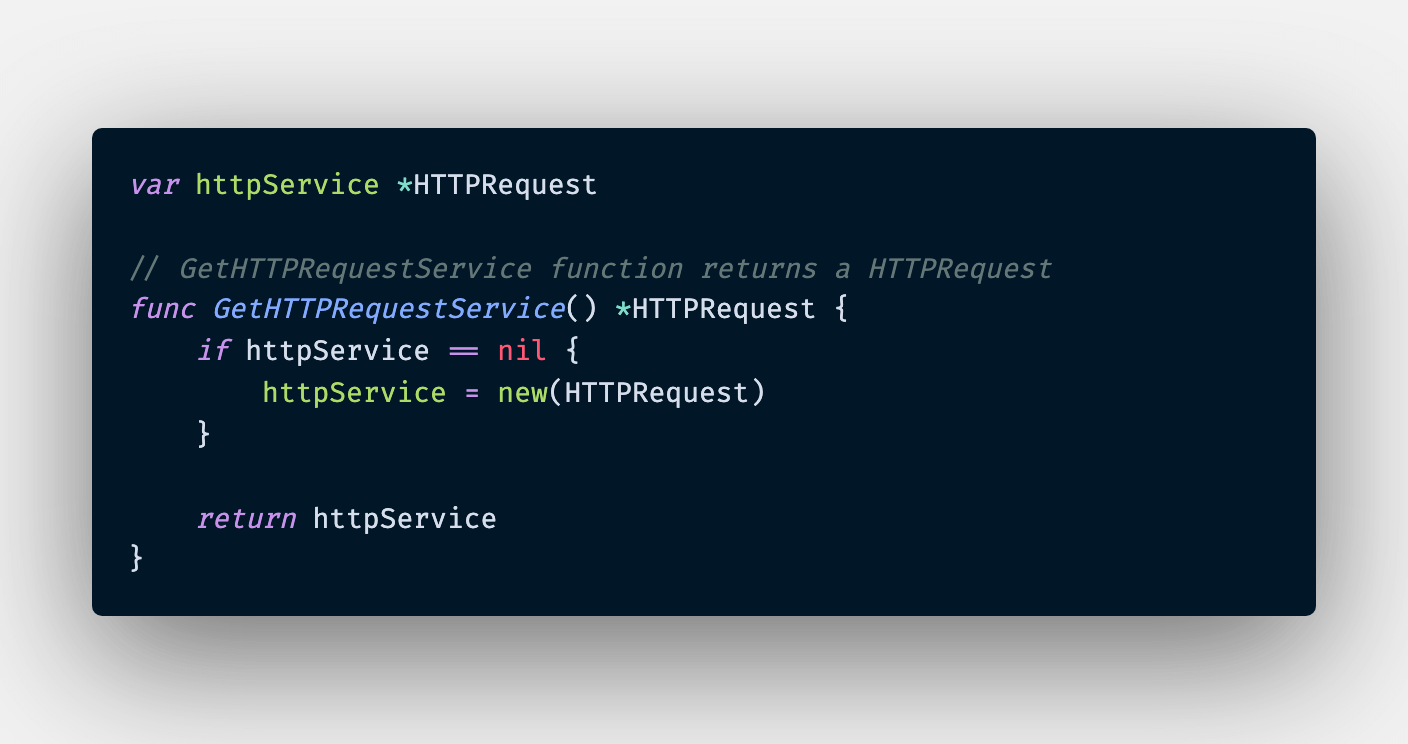 var httpService *HTTPRequest
// GetHTTPRequestService function returns a HTTPRequest
func GetHTTPRequestService() *HTTPRequest {
    if httpService == nil {
        httpService = new(HTTPRequest)
    }
    return httpService
}